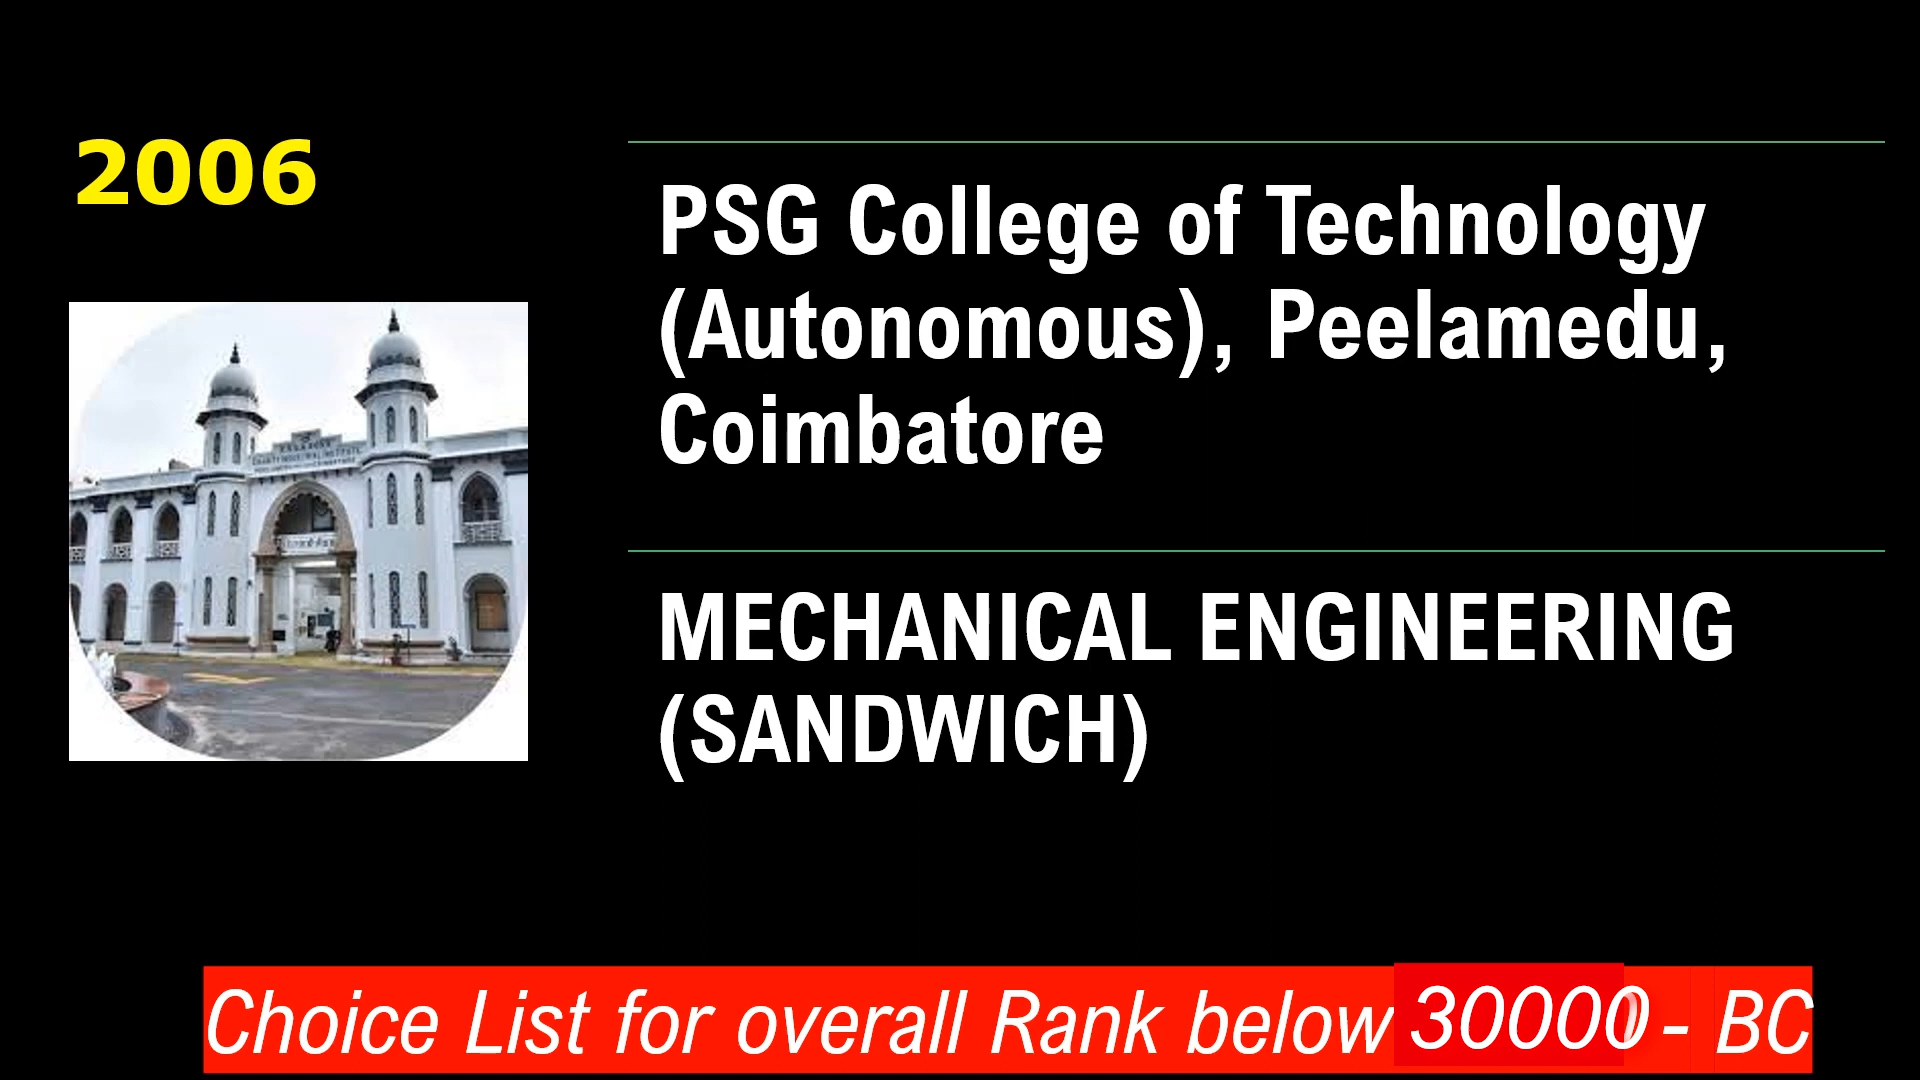 2006
PSG College of Technology
(Autonomous), Peelamedu,
Coimbatore
MECHANICAL ENGINEERING
(SANDWICH)
Choice List for overall Rank below 30000 - BC